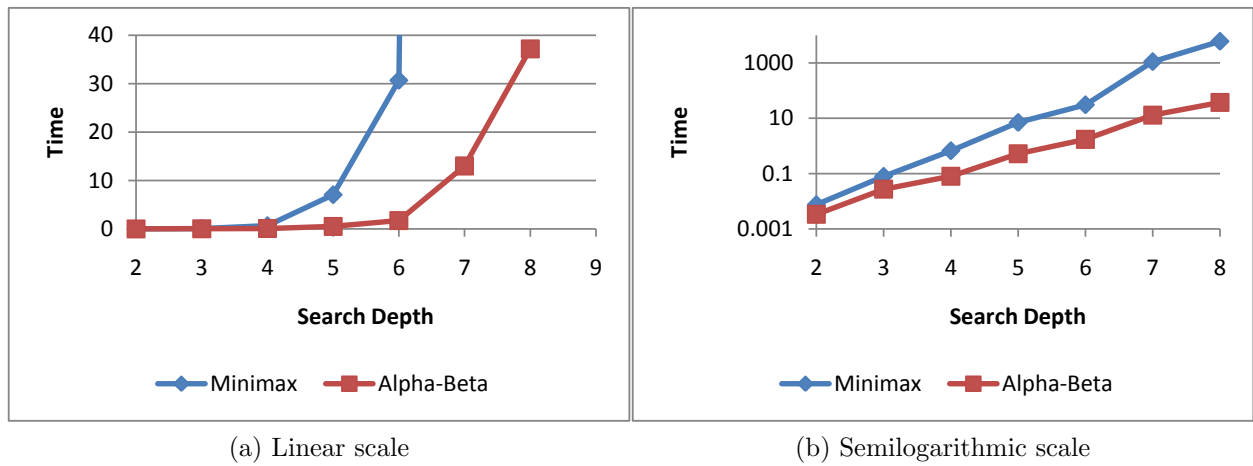 40
30
20
10
0
Time
2 3 4 5 6 7 8 9
Search Depth
Minimax Alpha-Beta
(a) Linear scale
1000
10
0.1
0.001
Time
2 3 4 5 6 7 8
Search Depth
Minimax Alpha-Beta
(b) Semilogarithmic scale